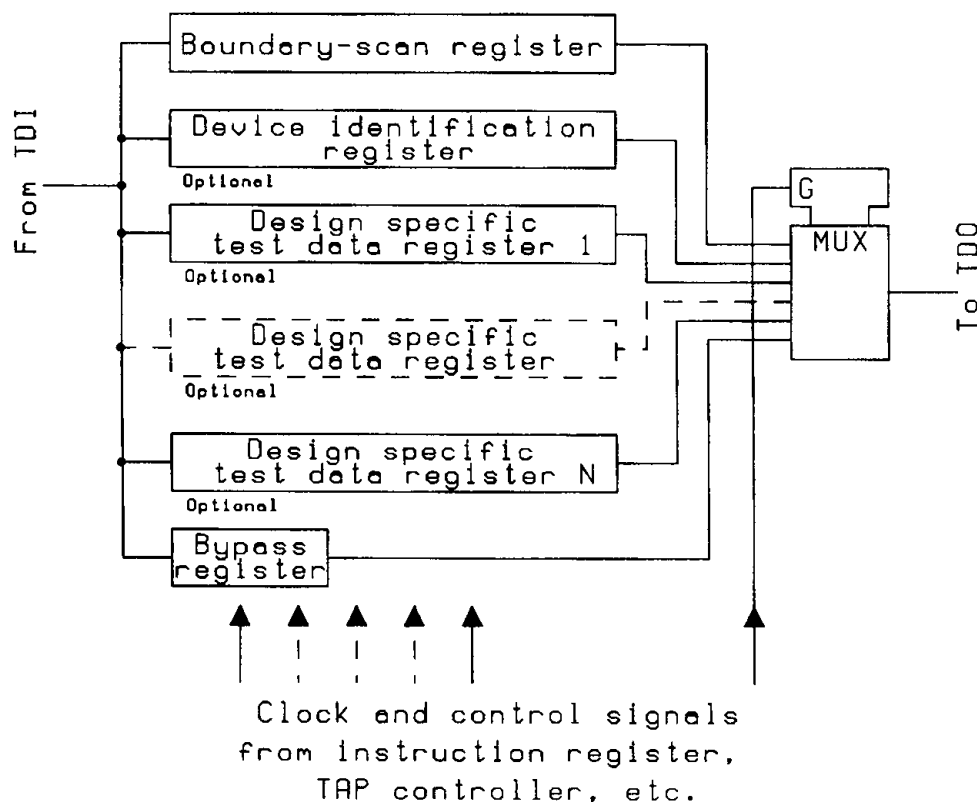 Boundary-scan register
Device identification
register
Optional
From TDI
G
Design specific
test data register 1
Optional
MUX
To TDO
Design specific
test data register
Optional
Design specific
test data register N
Optional
Bypass
register
Clock and control signals
from instruction register,
TAP controller, etc.